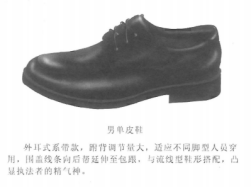 男单皮鞋
外耳式系带款，跗背调节量大，适应不同脚型人员穿
用，围盖线条向后帮延伸至包跟，与流线型鞋形搭配，凸
显执法者的精气神。